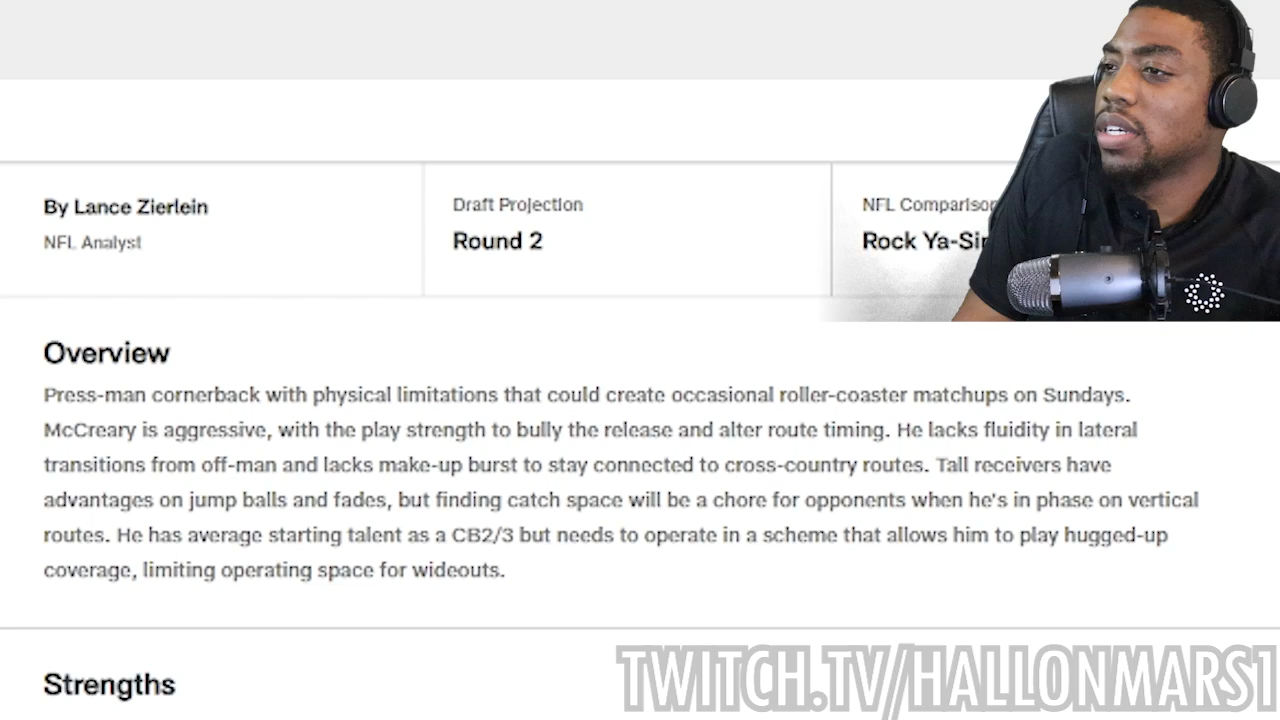 By Lance Zierlein
NFL Analyst
Draft Projection
Round 2
NFL Comparison
Rock Ya-Sin
Overview
Press-man cornerback with physical limitations that could create occasional roller-coaster matchups on Sundays.
McCreary is aggressive, with the play strength to bully the release and alter route timing. He lacks fluidity in lateral
transitions from off-man and lacks make-up burst to stay connected to cross-country routes. Tall receivers have
advantages on jump balls and fades, but finding catch space will be a chore for opponents when he's in phase on vertical
routes. He has average starting talent as a CB2/3 but needs to operate in a scheme that allows him to play hugged-up
coverage, limiting operating space for wideouts.
Strengths
TWITCH.TV/HALLONMARS1